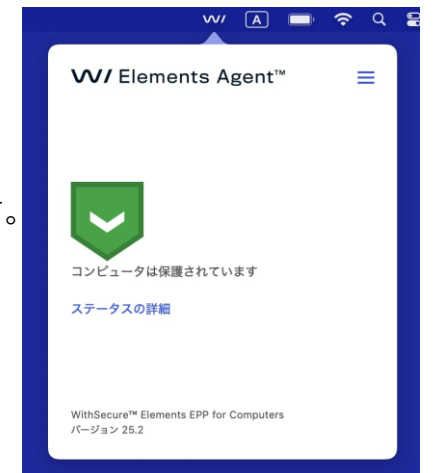 W/ A
W/ Elements Agent™
。
コンピュータは保護されています
ステータスの詳細
WithSecure™ Elements EPP for Computers
バージョン 25.2